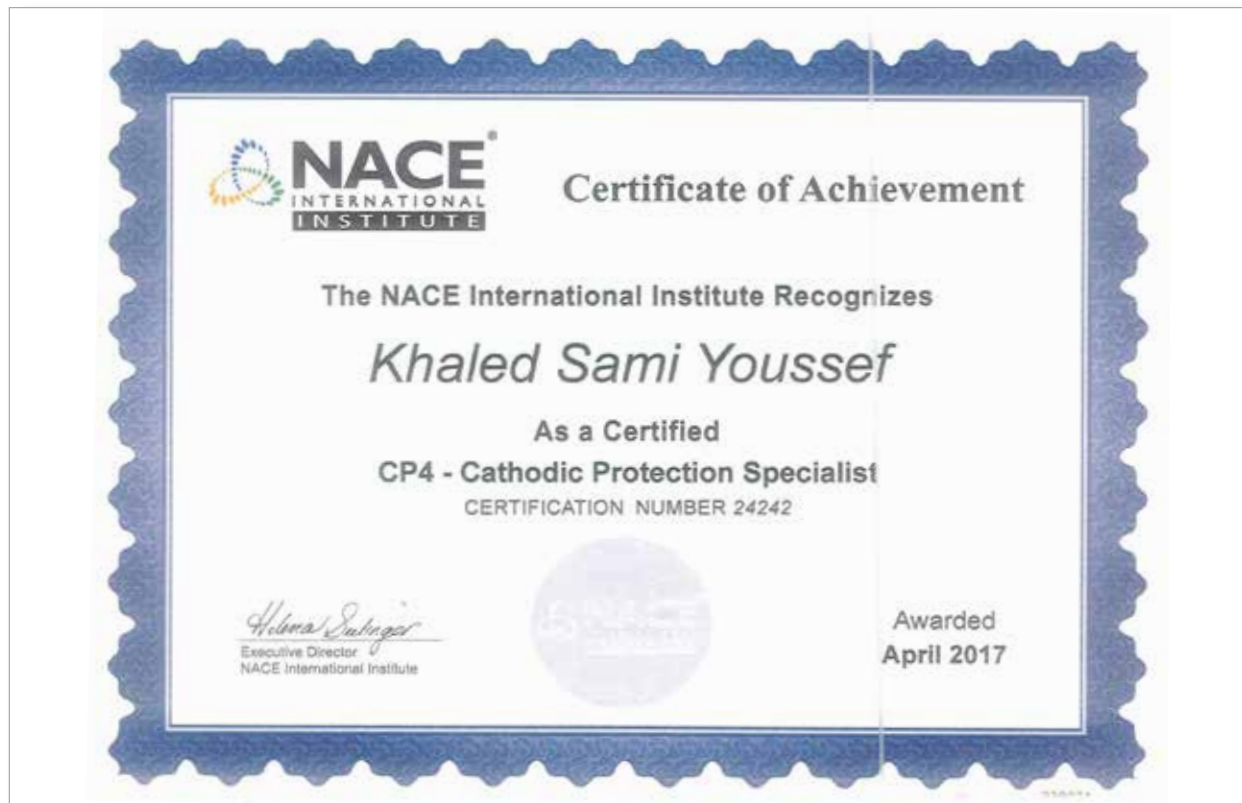 NACE®
INTERNATIONAL
INSTITUTE
Certificate of Achievement
The NACE International Institute Recognizes
Khaled Sami Youssef
As a Certified
CP4 - Cathodic Protection Specialist
CERTIFICATION NUMBER 24242
Executive Director
NACE International Institute
Awarded
April 2017